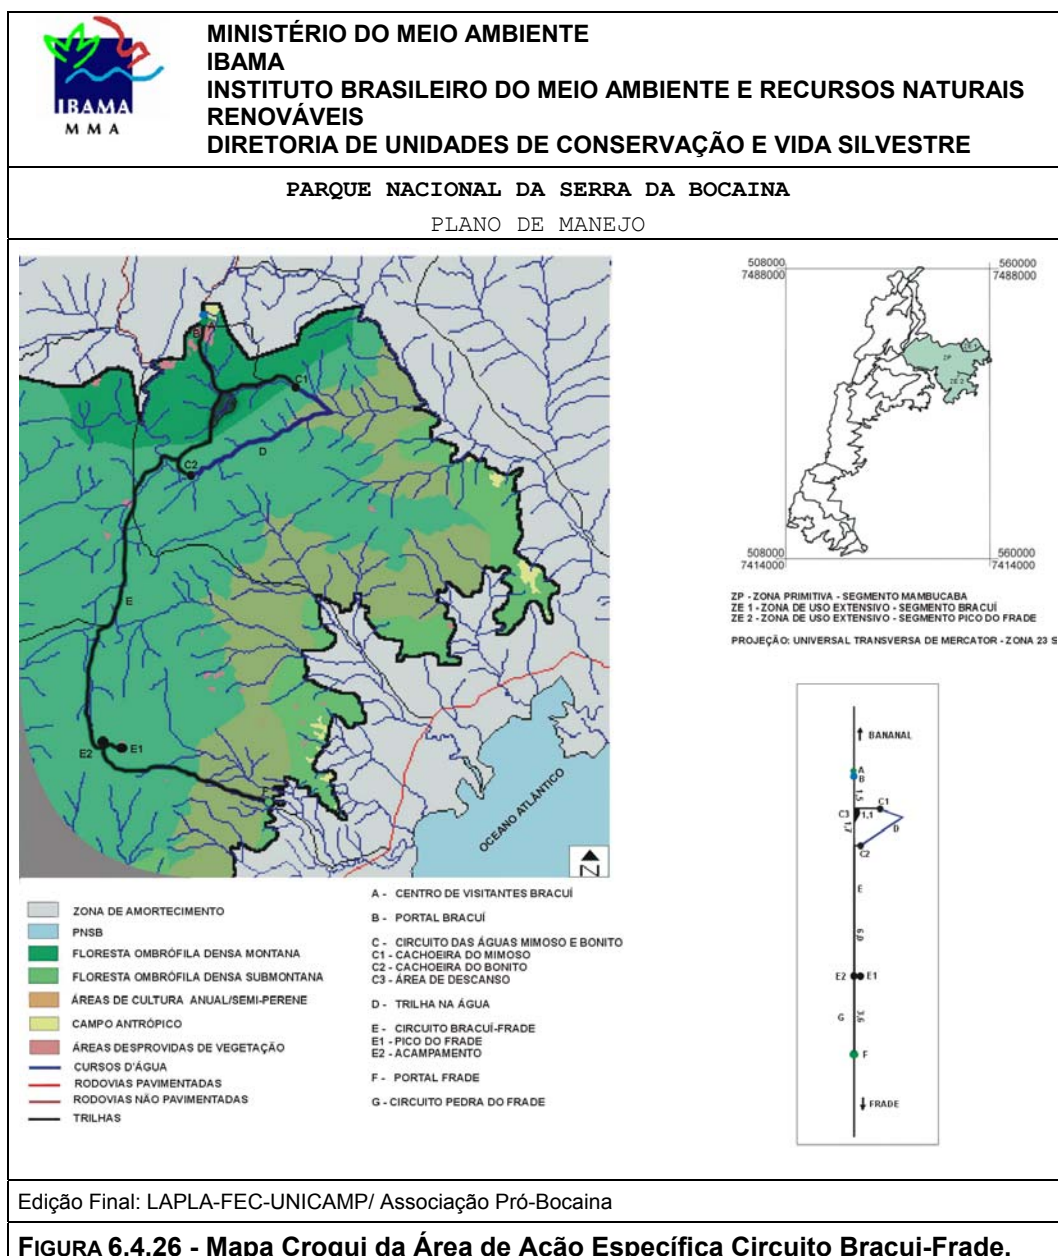 IBAMA
M M A
MINISTÉRIO DO MEIO AMBIENTE
IBAMA
INSTITUTO BRASILEIRO DO MEIO AMBIENTE E RECURSOS NATURAIS
RENOVÁVEIS
DIRETORIA DE UNIDADES DE CONSERVAÇÃO E VIDA SILVESTRE
PARQUE NACIONAL DA SERRA DA BOCAINA
PLANO DE MANEJO
B
C1
D
C2
E
E2
E1
F
OCEANO ATLÂNTICO
N
508000
7488000
560000
7488000
ZE 1
ZP
ZE 2
508000
7414000
560000
7414000
ZP - ZONA PRIMITIVA - SEGMENTO MAMBUCABA
ZE 1 - ZONA DE USO EXTENSIVO - SEGMENTO BRACUÍ
ZE 2 - ZONA DE USO EXTENSIVO - SEGMENTO PICO DO FRADE
PROJEÇÃO: UNIVERSAL TRANSVERSA DE MERCATOR - ZONA 23 S
BANANAL
A
B
1,5
C1
C3
1,1
1,7
D
C2
E
6,0
E2
E1
G
3,6
F
FRADE
ZONA DE AMORTECIMENTO
PNSB
FLORESTA OMBRÓFILA DENSA MONTANA
FLORESTA OMBRÓFILA DENSA SUBMONTANA
ÁREAS DE CULTURA ANUAL/SEMI-PERENE
CAMPO ANTRÓPICO
ÁREAS DESPROVIDAS DE VEGETAÇÃO
CURSOS D'ÁGUA
RODOVIAS PAVIMENTADAS
RODOVIAS NÃO PAVIMENTADAS
TRILHAS
A - CENTRO DE VISITANTES BRACUÍ
B - PORTAL BRACUÍ
C - CIRCUITO DAS ÁGUAS MIMOSO E BONITO
C1 - CACHOEIRA DO MIMOSO
C2 - CACHOEIRA DO BONITO
C3 - ÁREA DE DESCANSO
D - TRILHA NA ÁGUA
E - CIRCUITO BRACUÍ-FRADE
E1 - PICO DO FRADE
E2 - ACAMPAMENTO
F - PORTAL FRADE
G - CIRCUITO PEDRA DO FRADE
Edição Final: LAPLA-FEC-UNICAMP/ Associação Pró-Bocaina
FIGURA 6.4.26 - Mapa Croqui da Área de Ação Específica Circuito Bracui-Frade.